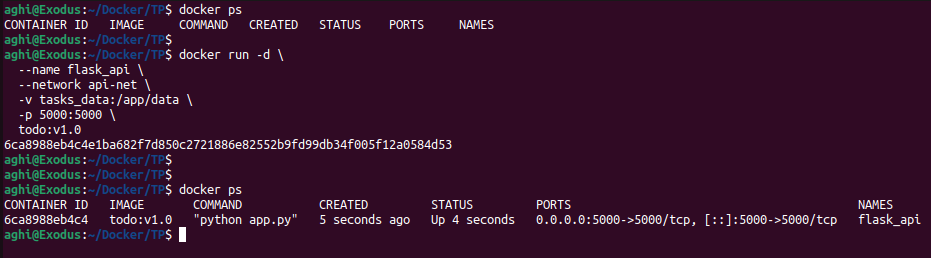 aghi@Exodus:~/Docker/TP$ docker ps
CONTAINER ID   IMAGE     COMMAND   CREATED   STATUS    PORTS     NAMES
aghi@Exodus:~/Docker/TP$
aghi@Exodus:~/Docker/TP$ docker run -d \
  --name flask_api \
  --network api-net \
  -v tasks_data:/app/data \
  -p 5000:5000 \
  todo:v1.0
6ca8988eb4c4e1ba682f7d850c2721886e82552b9fd99db34f005f12a0584d53
aghi@Exodus:~/Docker/TP$
aghi@Exodus:~/Docker/TP$ docker ps
CONTAINER ID   IMAGE       COMMAND           CREATED         STATUS         PORTS                                         NAMES
6ca8988eb4c4   todo:v1.0   "python app.py"   5 seconds ago   Up 4 seconds   0.0.0.0:5000->5000/tcp, [::]:5000->5000/tcp   flask_api
aghi@Exodus:~/Docker/TP$